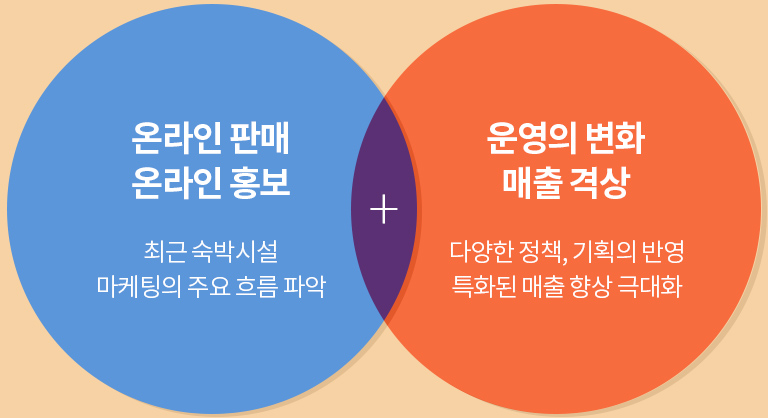 온라인 판매
온라인 홍보
최근 숙박시설
마케팅의 주요 흐름 파악
+
운영의 변화
매출 격상
다양한 정책, 기획의 반영
특화된 매출 향상 극대화